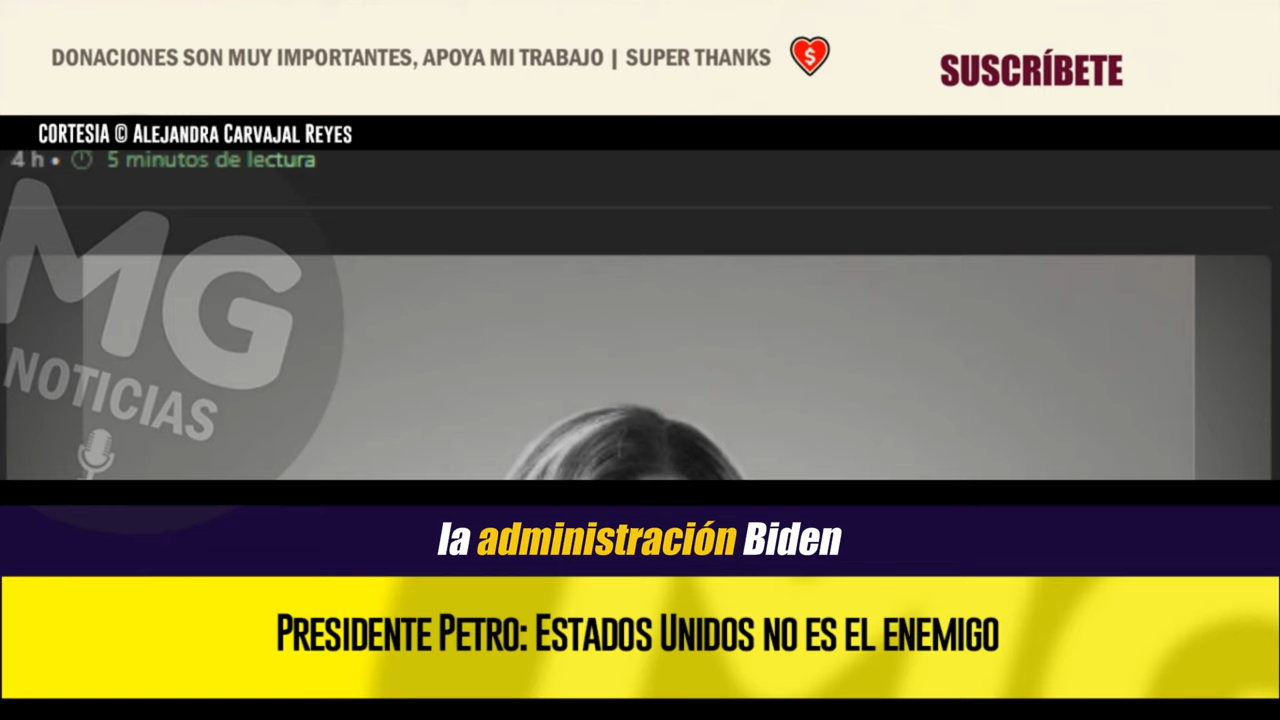 DONACIONES SON MUY IMPORTANTES, APOYA MI TRABAJO | SUPER THANKS
SUSCRÍBETE
CORTESIA © ALEJANDRA CARVAJAL REYES
4 h • 5 minutos de lectura
MG
NOTICIAS
la administración Biden
PRESIDENTE PETRO: ESTADOS UNIDOS NO ES EL ENEMIGO